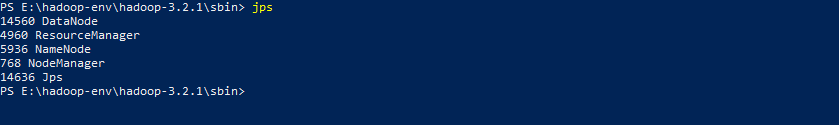 PS E:\hadoop-env\hadoop-3.2.1\sbin> jps
14560 DataNode
4960 ResourceManager
5936 NameNode
768 NodeManager
14636 Jps
PS E:\hadoop-env\hadoop-3.2.1\sbin>